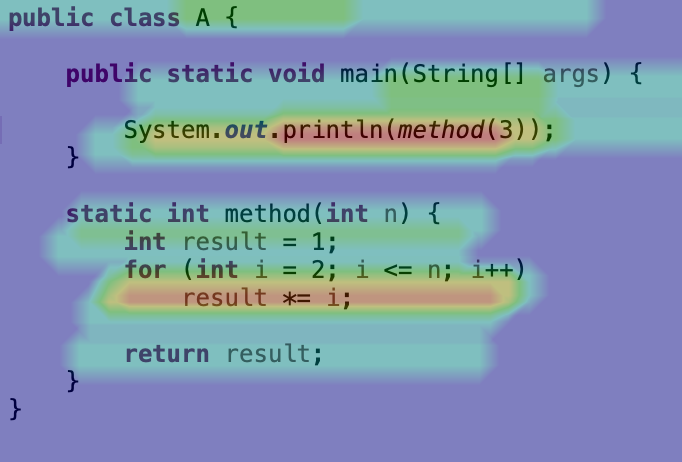 public class A {
    public static void main(String[] args) {
        System.out.println(method(3));
    }
    static int method(int n) {
        int result = 1;
        for (int i = 2; i <= n; i++)
            result *= i;
        return result;
    }
}